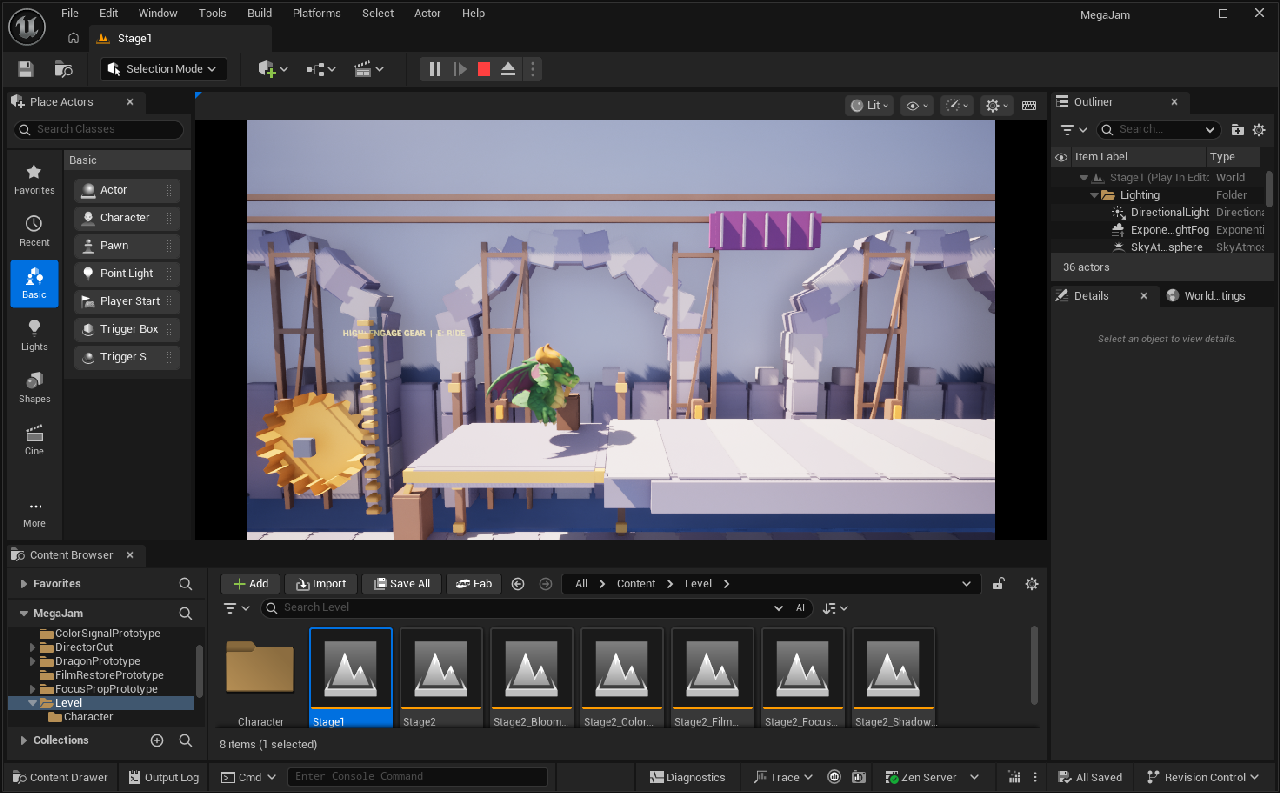 File Edit Window Tools Build Platforms Select Actor Help
MegaJam
Stage1
Selection Mode
Place Actors
Search Classes
Basic
Favorites
Recent
Basic
Lights
Shapes
Cine
More
Actor
Character
Pawn
Point Light
Player Start
Trigger Box
Trigger S
Lit
Outliner
Search...
Item Label Type
Stage1 (Play In Edit: World
Lighting Folder
DirectionalLight Directiona
Expone...ghtFog Exponenti
SkyAt...sphere SkyAtmos
36 actors
Details
World...tings
Select an object to view details.
Content Browser
Favorites
MegaJam
ColorSignalPrototype
DirectorCut
DragonPrototype
FilmRestorePrototype
FocusPropPrototype
Level
Character
Collections
Add
Import
Save All
Fab
All
Content
Level
Search Level
Character
Stage1
Stage2
Stage2_Bloom...
Stage2_Color...
Stage2_Film...
Stage2_Focus...
Stage2_Shadow...
8 items (1 selected)
Content Drawer
Output Log
Cmd
Enter Console Command
Diagnostics
Trace
Zen Server
All Saved
Revision Control